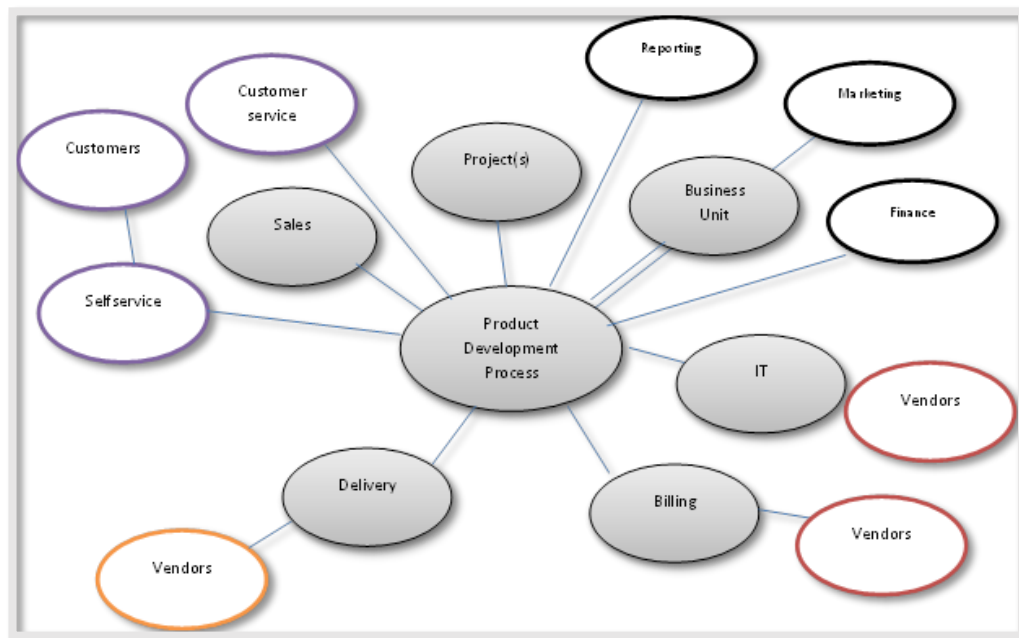 Reporting
Marketing
Customer
service
Customers
Project(s)
Business
Unit
Finance
Sales
Selfservice
Product
Development
Process
IT
Vendors
Delivery
Billing
Vendors
Vendors